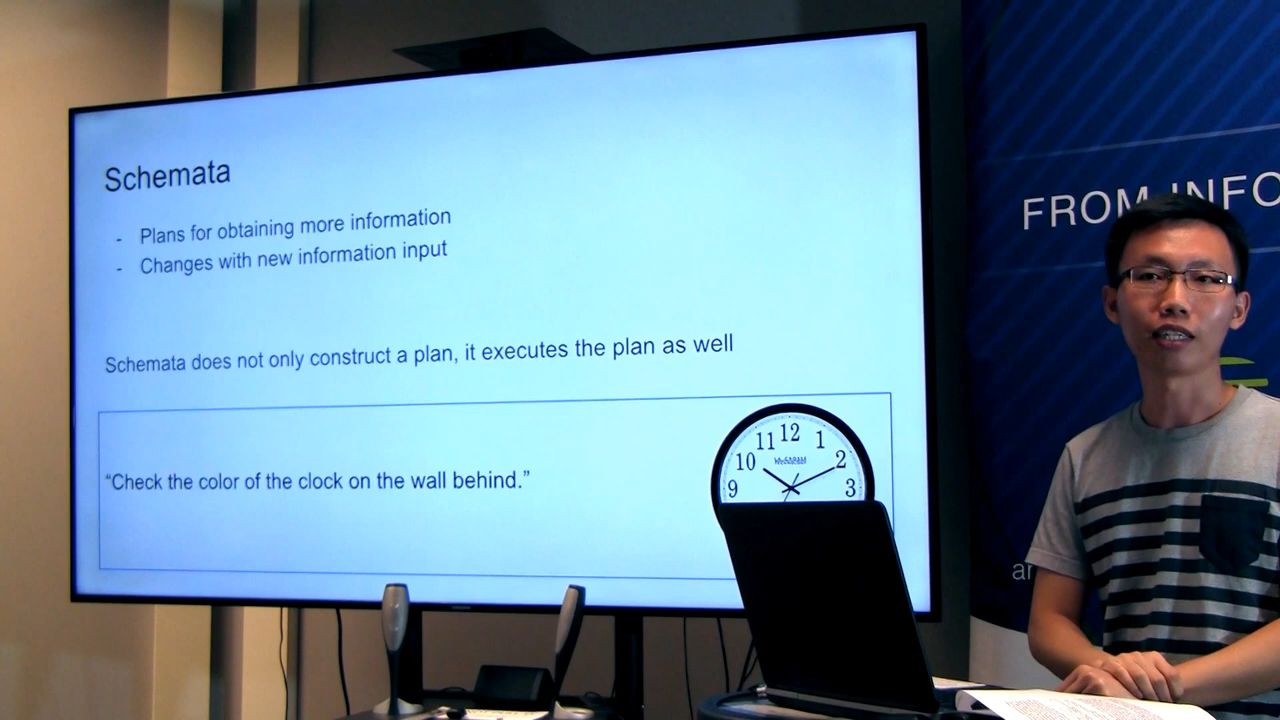 Schemata
- Plans for obtaining more information
- Changes with new information input
Schemata does not only construct a plan, it executes the plan as well
“Check the color of the clock on the wall behind.”
12
11
1
10
2
9
3
FROM INFO